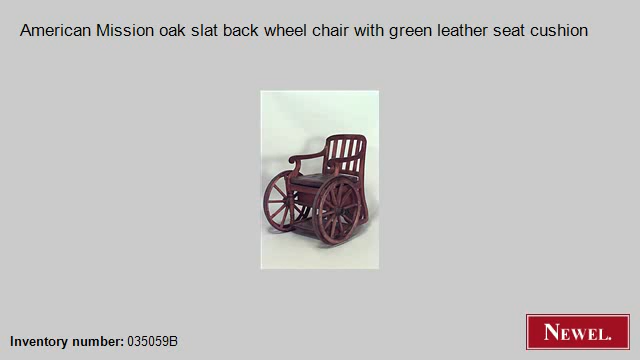 American Mission oak slat back wheel chair with green leather seat cushion
Inventory number: 035059B
NEWEL.